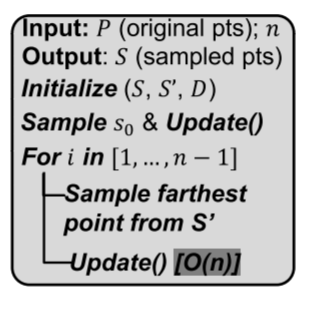 Input: P (original pts); n
Output: S (sampled pts)
Initialize (S, S’, D)
Sample s₀ & Update()
For i in [1, …, n − 1]
Sample farthest
point from S’
Update() [O(n)]